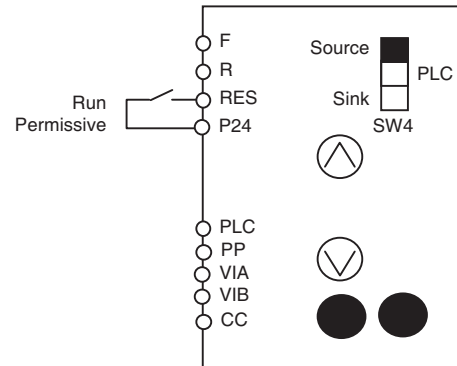 F
Source
R
PLC
Run
RES
Sink
Permissive
P24
SW4
PLC
PP
VIA
VIB
CC